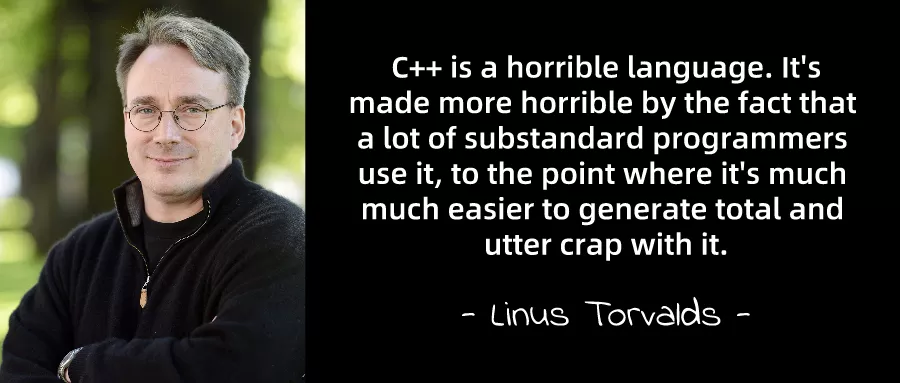 C++ is a horrible language. It's
made more horrible by the fact that
a lot of substandard programmers
use it, to the point where it's much
much easier to generate total and
utter crap with it.
- Linus Torvalds -